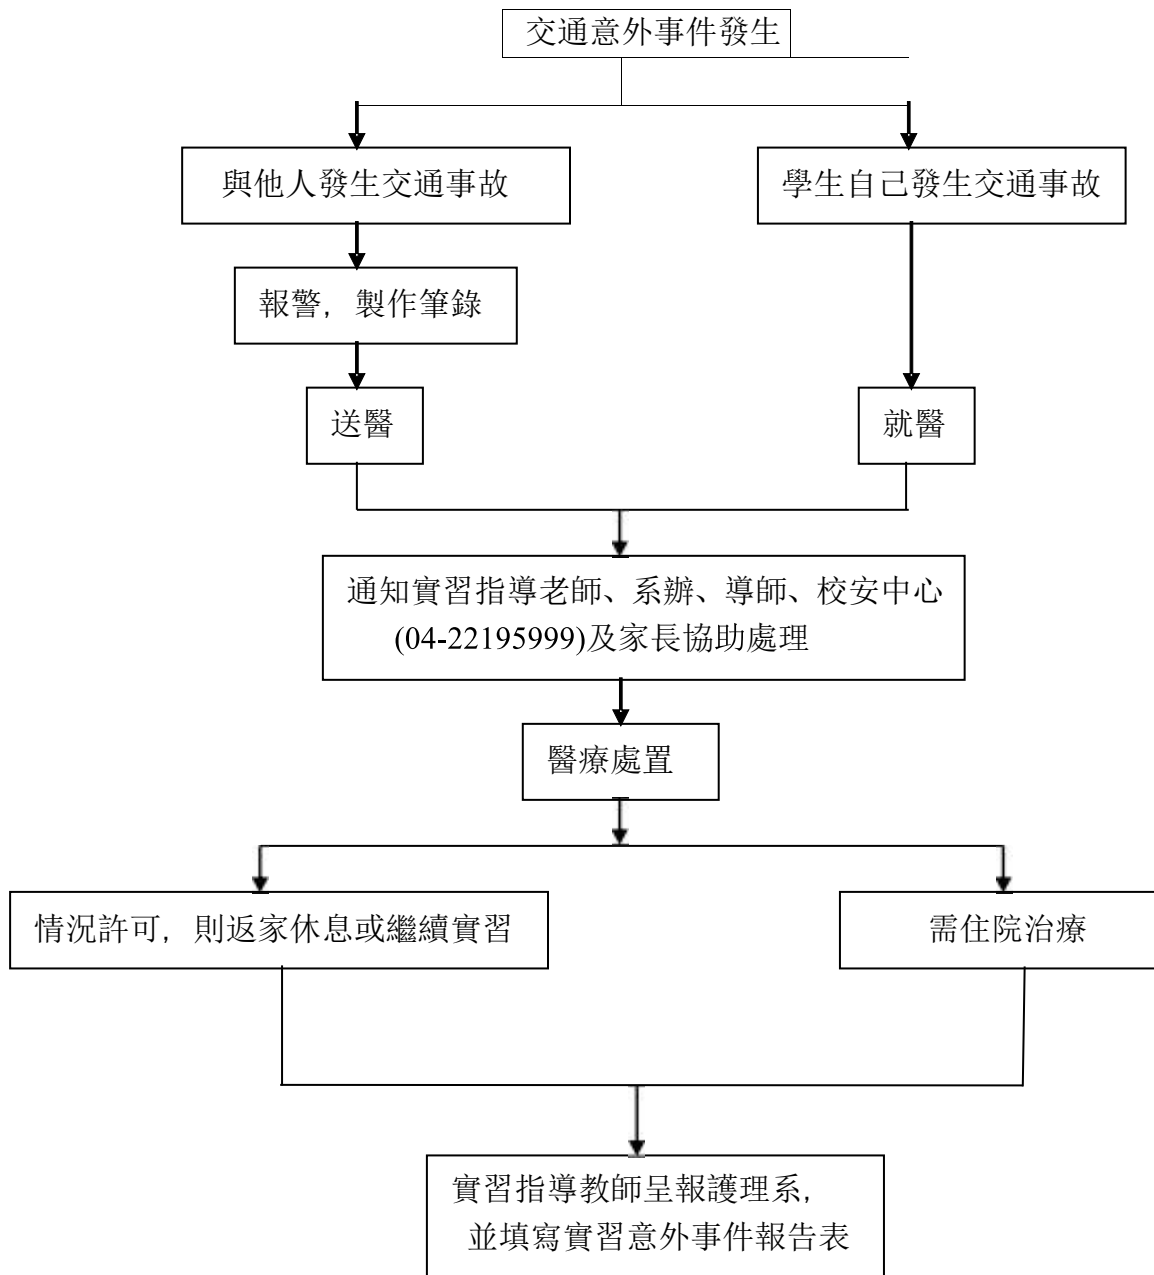 交通意外事件發生
與他人發生交通事故
學生自己發生交通事故
報警，製作筆錄
送醫
就醫
通知實習指導老師、系辦、導師、校安中心
(04-22195999)及家長協助處理
醫療處置
情況許可，則返家休息或繼續實習
需住院治療
實習指導教師呈報護理系，
並填寫實習意外事件報告表